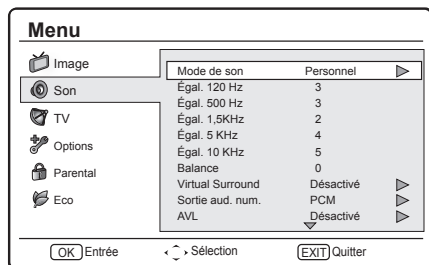 Menu
Image
Son
TV
Options
Parental
Eco
Mode de son Personnel
Égal. 120 Hz 3
Égal. 500 Hz 3
Égal. 1,5KHz 2
Égal. 5 KHz 4
Égal. 10 KHz 5
Balance 0
Virtual Surround Désactivé
Sortie aud. num. PCM
AVL Désactivé
OK Entrée Sélection EXIT Quitter